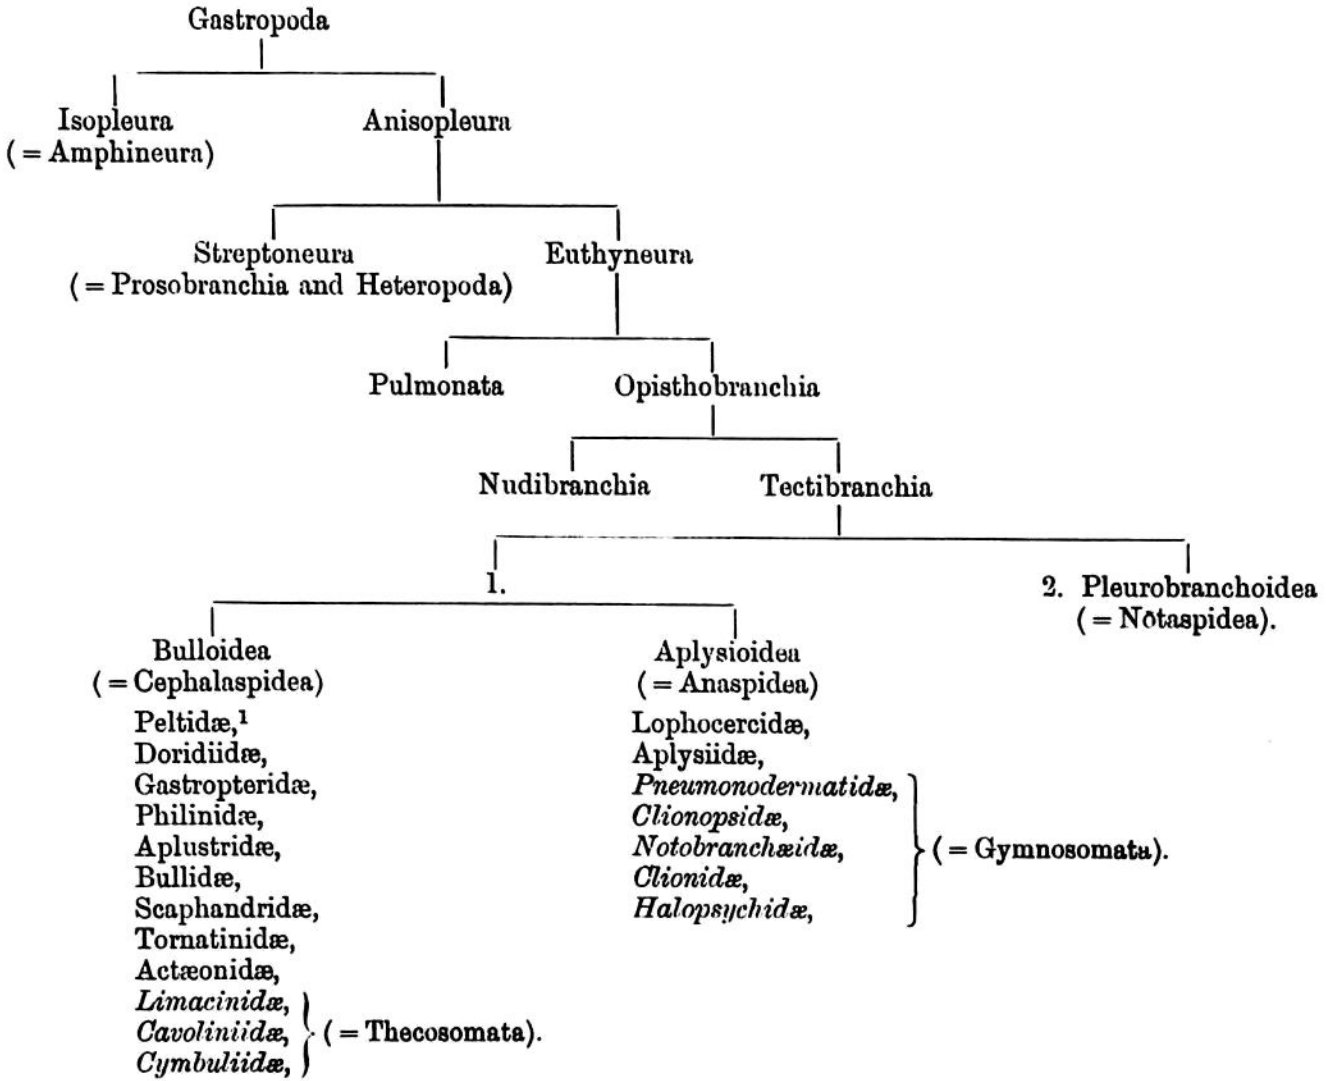 Gastropoda
Isopleura
(= Amphineura)
Anisopleura
Streptoneura
(= Prosobranchia and Heteropoda)
Euthyneura
Pulmonata
Opisthobranchia
Nudibranchia
Tectibranchia
1.
2. Pleurobranchoidea
(= Nōtaspidea).
Bulloidea
(= Cephalaspidea)
Peltidæ,¹
Doridiidæ,
Gastropteridæ,
Philinidæ,
Aplustridæ,
Bullidæ,
Scaphandridæ,
Tornatinidæ,
Actæonidæ,
Limacinidæ,
Cavoliniidæ,
Cymbuliidæ,
(= Thecosomata).
Aplysioidea
(= Anaspidea)
Lophocercidæ,
Aplysiidæ,
Pneumonodermatidæ,
Clionopsidæ,
Notobranchæidæ,
Clionidæ,
Halopsychidæ,
(= Gymnosomata).